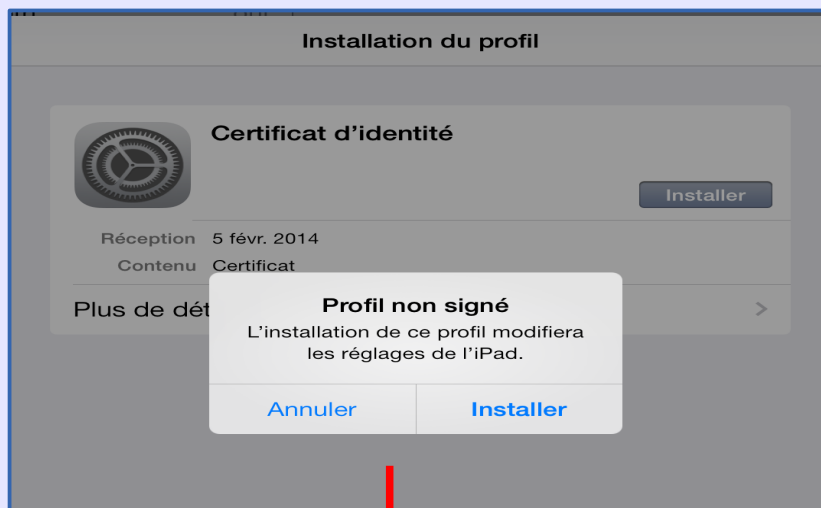 Installation du profil
Certificat d'identité
Installer
Réception 5 févr. 2014
Contenu Certificat
Plus de dét
Profil non signé
L'installation de ce profil modifiera
les réglages de l'iPad.
Annuler Installer